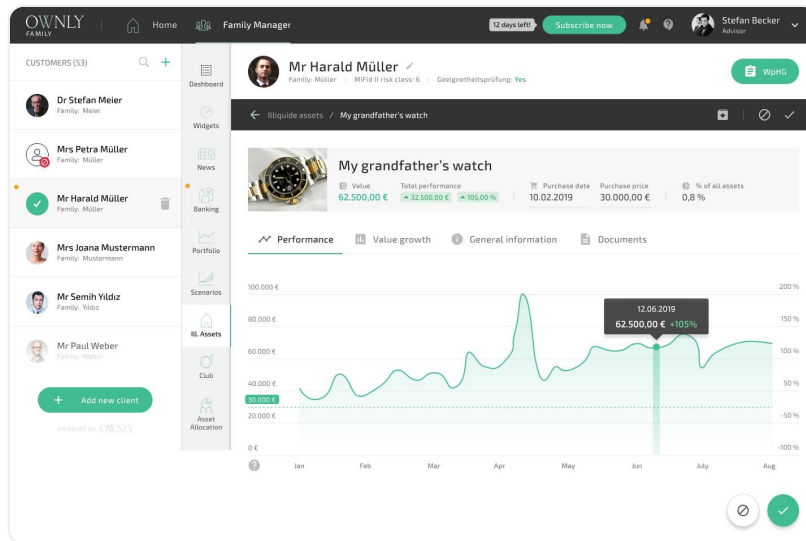 OWNLY
FAMILY
Home
Family Manager
12 days left!
Subscribe now
Stefan Becker
Advisor
CUSTOMERS (53)
Dr Stefan Meier
Family: Meier
Mrs Petra Müller
Family: Müller
Mr Harald Müller
Family: Müller
Mrs Joana Mustermann
Family: Mustermann
Mr Semih Yıldız
Family: Yıldız
Mr Paul Weber
Family: Weber
+ Add new client
powered by OWNLY
Dashboard
Widgets
News
Banking
Portfolio
Scenarios
Ill. Assets
Club
Asset
Allocation
Mr Harald Müller
Family: Müller - MiFid II risk class: 6 - Geeignetheitsprüfung: Yes
WpHG
Illiquide assets / My grandfather's watch
My grandfather's watch
Value Total performance Purchase date Purchase price % of all assets
62.500,00 € 32.500,00 € 105,00 % 10.02.2019 30.000,00 € 0,8 %
Performance Value growth General information Documents
100.000 € 200 %
12.06.2019
62.500,00 € +105%
80.000 € 150 %
60.000 € 100 %
40.000 € 50 %
30.000 €
20.000 € -50 %
0 € -100 %
Jan Feb Mar Apr May Jun July Aug